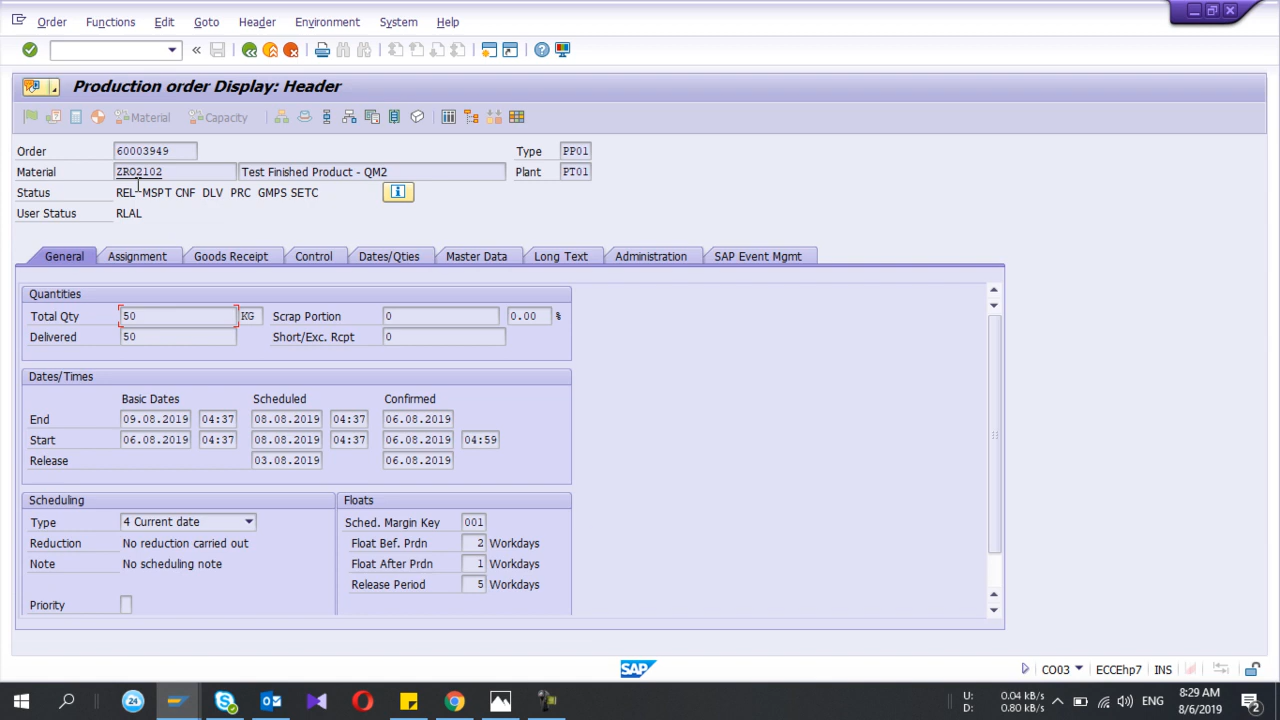 Order Functions Edit Goto Header Environment System Help
Production order Display: Header
Material Capacity
Order 60003949 Type PP01
Material ZRO2102 Test Finished Product - QM2 Plant PT01
Status REL MSPT CNF DLV PRC GMPS SETC
User Status RLAL
General Assignment Goods Receipt Control Dates/Qties Master Data Long Text Administration SAP Event Mgmt
Quantities
Total Qty 50 KG Scrap Portion 0 0.00 %
Delivered 50 Short/Exc. Rcpt 0
Dates/Times
Basic Dates Scheduled Confirmed
End 09.08.2019 04:37 08.08.2019 04:37 06.08.2019
Start 06.08.2019 04:37 08.08.2019 04:37 06.08.2019 04:59
Release 03.08.2019 06.08.2019
Scheduling Floats
Type 4 Current date Sched. Margin Key 001
Reduction No reduction carried out Float Bef. Prdn 2 Workdays
Note No scheduling note Float After Prdn 1 Workdays
Release Period 5 Workdays
Priority
SAP CO03 ECCEhp7 INS
24 U: 0.04 kB/s ENG 8:29 AM
D: 0.80 kB/s 8/6/2019 2